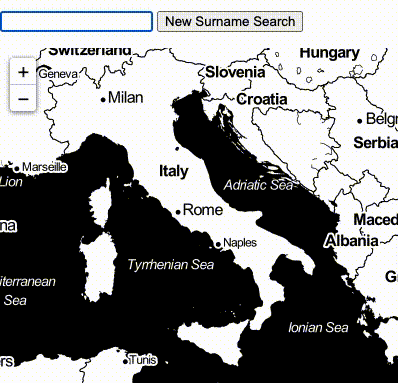 New Surname Search
Switzerland
Hungary
+
Geneva
Slovenia
−
Milan
Croatia
Belgr
Serbia
Marseille
Italy
Lion
Adriatic Sea
Rome
Maced
na
Naples
Albania
Tyrrhenian Sea
G
iterranean
Sea
Ionian Sea
ers
Tunis